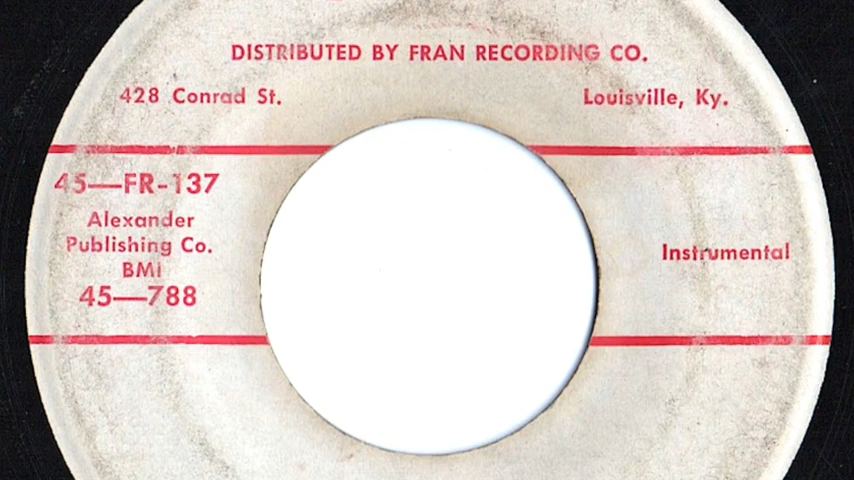 DISTRIBUTED BY FRAN RECORDING CO.
428 Conrad St. Louisville, Ky.
45—FR-137
Alexander
Publishing Co.
BMI
45—788
Instrumental